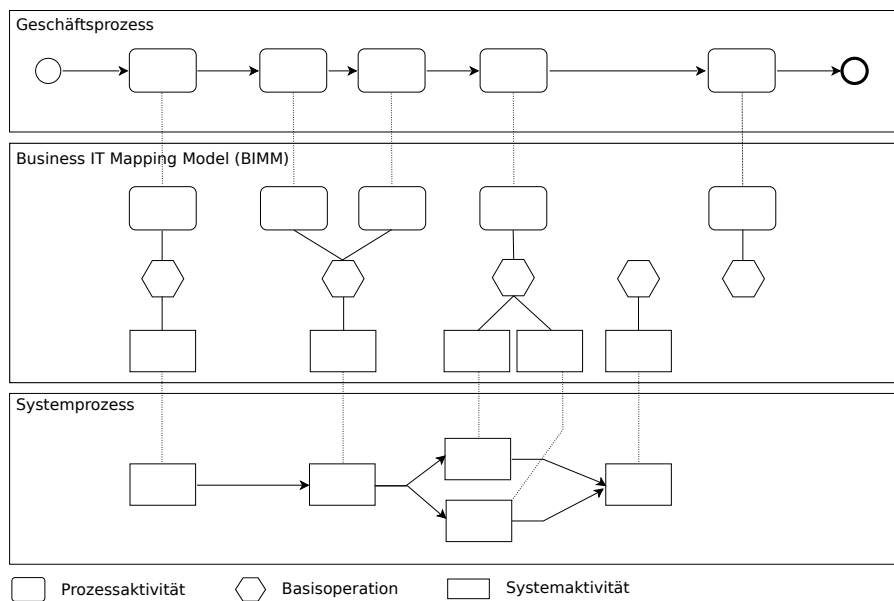 Geschäftsprozess
Business IT Mapping Model (BIMM)
Systemprozess
Prozessaktivität
Basisoperation
Systemaktivität